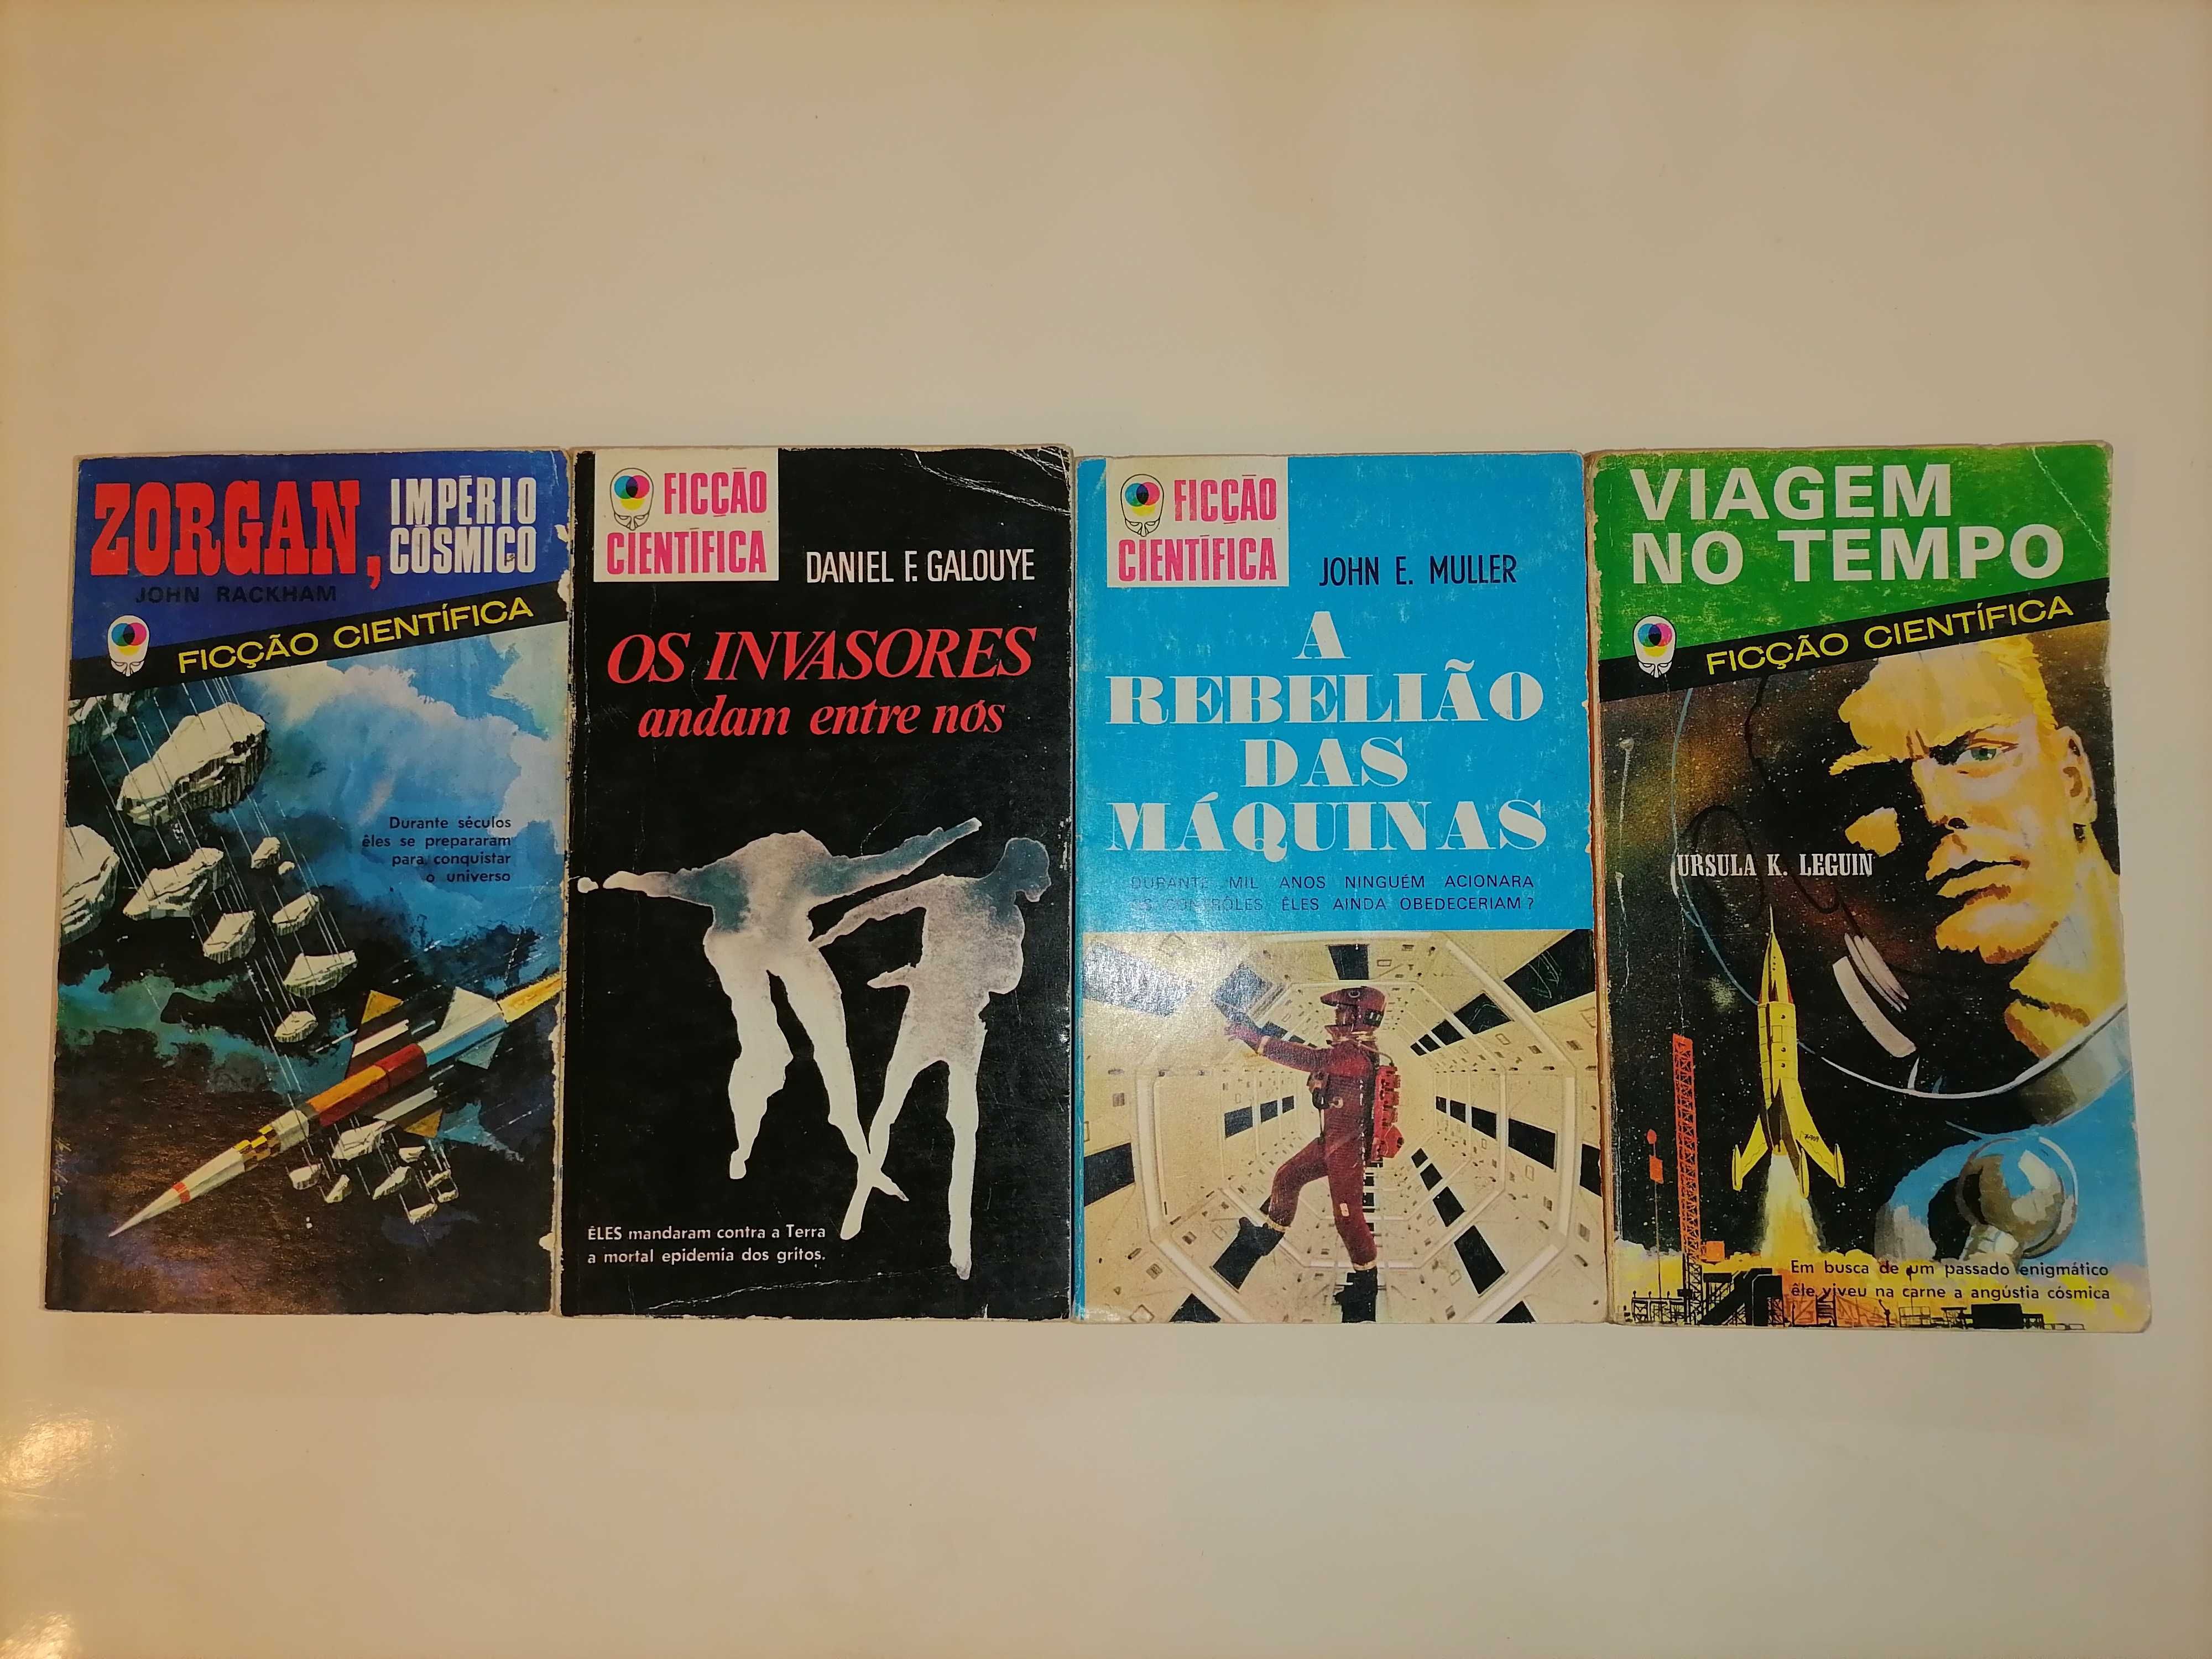 ZORGAN,
IMPÉRIO
CÓSMICO
JOHN RACKHAM
FICÇÃO CIENTÍFICA
Durante séculos
êles se prepararam
para conquistar
o universo
FICÇÃO
CIENTÍFICA
DANIEL F. GALOUYE
OS INVASORES
andam entre nós
ÊLES mandaram contra a Terra
a mortal epidemia dos gritos.
FICÇÃO
CIENTÍFICA
JOHN E. MULLER
A
REBELIÃO
DAS
MÁQUINAS
DURANTE MIL ANOS NINGUÉM ACIONARA
OS CONTRÔLES ÊLES AINDA OBEDECERIAM?
VIAGEM
NO TEMPO
FICÇÃO CIENTÍFICA
URSULA K. LEGUIN
Em busca de um passado enigmático
êle viveu na carne a angústia cósmica